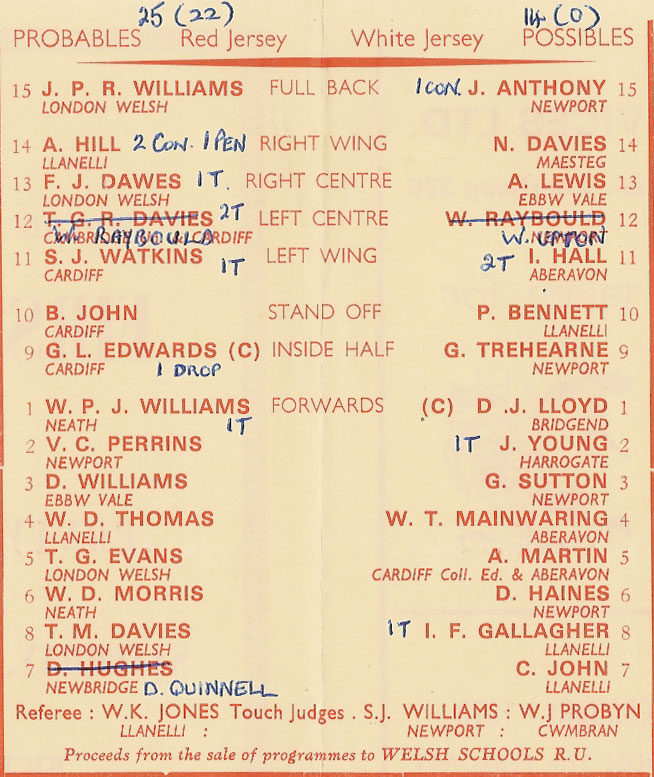 25 (22) 14 (0)
PROBABLES Red Jersey White Jersey POSSIBLES
15 J. P. R. WILLIAMS FULL BACK 1 CON. J. ANTHONY 15
LONDON WELSH NEWPORT
14 A. HILL 2 CON. 1 PEN RIGHT WING N. DAVIES 14
LLANELLI MAESTEG
13 F. J. DAWES 1T. RIGHT CENTRE A. LEWIS 13
LONDON WELSH EBBW VALE
12 T. G. R. DAVIES 2T LEFT CENTRE W. RAYBOULD 12
W. RAYBOULD CARDIFF NEWPORT W. UPTON
11 S. J. WATKINS 1T LEFT WING 2T I. HALL 11
CARDIFF ABERAVON
10 B. JOHN STAND OFF P. BENNETT 10
CARDIFF LLANELLI
9 G. L. EDWARDS (C) INSIDE HALF G. TREHEARNE 9
CARDIFF 1 DROP NEWPORT
1 W. P. J. WILLIAMS FORWARDS (C) D .J. LLOYD 1
NEATH 1T BRIDGEND
2 V. C. PERRINS 1T J. YOUNG 2
NEWPORT HARROGATE
3 D. WILLIAMS G. SUTTON 3
EBBW VALE NEWPORT
4 W. D. THOMAS W. T. MAINWARING 4
LLANELLI ABERAVON
5 T. G. EVANS A. MARTIN 5
LONDON WELSH CARDIFF Coll. Ed. & ABERAVON
6 W. D. MORRIS D. HAINES 6
NEATH NEWPORT
8 T. M. DAVIES 1T I. F. GALLAGHER 8
LONDON WELSH LLANELLI
7 D. HUGHES C. JOHN 7
NEWBRIDGE D. QUINNELL LLANELLI
Referee : W.K. JONES Touch Judges . S.J. WILLIAMS : W.J PROBYN
LLANELLI : NEWPORT : CWMBRAN
Proceeds from the sale of programmes to WELSH SCHOOLS R.U.